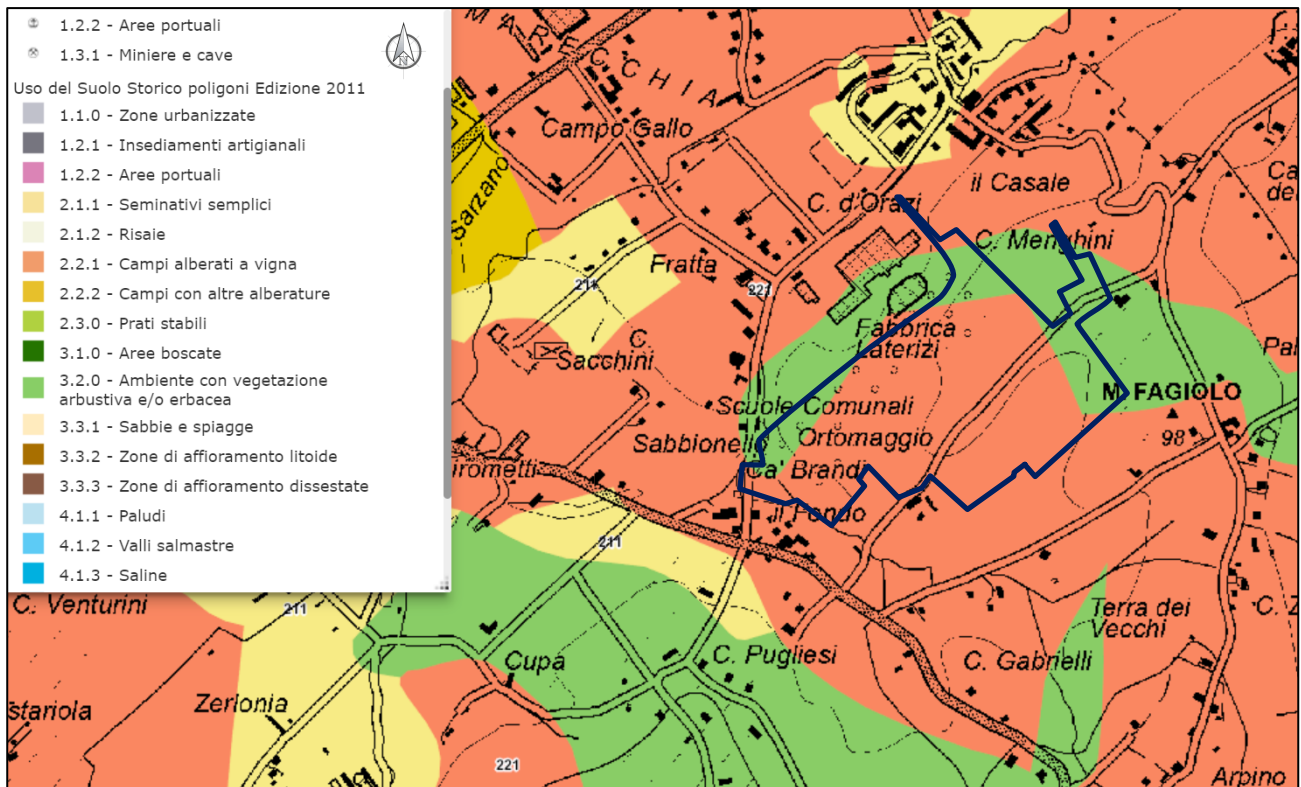 1.2.2 - Aree portuali
1.3.1 - Miniere e cave
N
Uso del Suolo Storico poligoni Edizione 2011
1.1.0 - Zone urbanizzate
1.2.1 - Insediamenti artigianali
1.2.2 - Aree portuali
2.1.1 - Seminativi semplici
2.1.2 - Risaie
2.2.1 - Campi alberati a vigna
2.2.2 - Campi con altre alberature
2.3.0 - Prati stabili
3.1.0 - Aree boscate
3.2.0 - Ambiente con vegetazione
arbustiva e/o erbacea
3.3.1 - Sabbie e spiagge
3.3.2 - Zone di affioramento litoide
3.3.3 - Zone di affioramento dissestate
4.1.1 - Paludi
4.1.2 - Valli salmastre
4.1.3 - Saline
MARECCHIA
Campo Gallo
Sarzano
il Casale
C. d'Orazi
C. Menghini
Fratta
211
221
Fabbrica
Laterizi
C.
Sacchini
M. FAGIOLO
98
Scuole Comunali
Sabbionello
Ortomaggio
Ca' Brandi
il Fondo
211
211
C. Venturini
Terra dei
Vecchi
C. Pugliesi
C. Gabrielli
Cupa
Zerlonia
stariola
221
Arpino